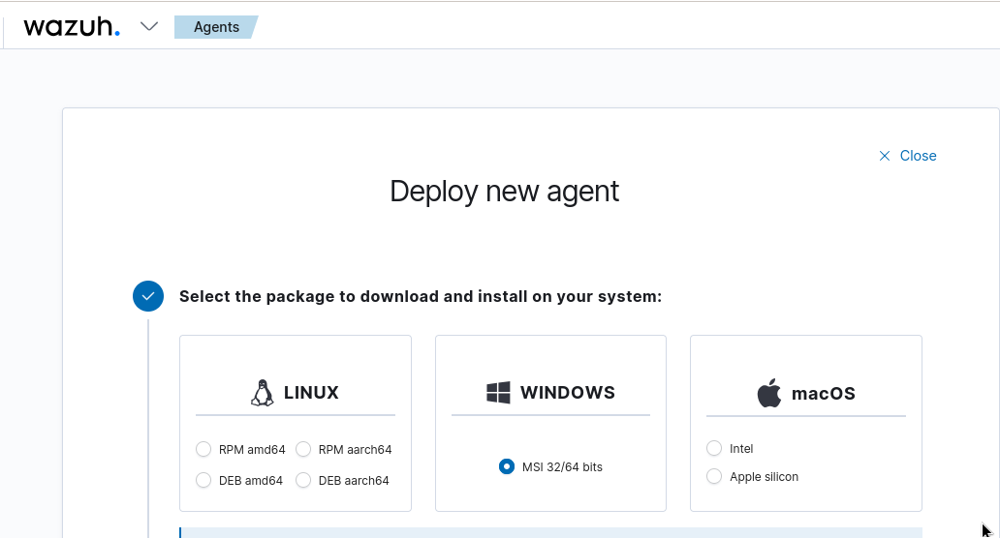 wazuh. Agents
Close
Deploy new agent
Select the package to download and install on your system:
LINUX
RPM amd64 RPM aarch64
DEB amd64 DEB aarch64
WINDOWS
MSI 32/64 bits
macOS
Intel
Apple silicon